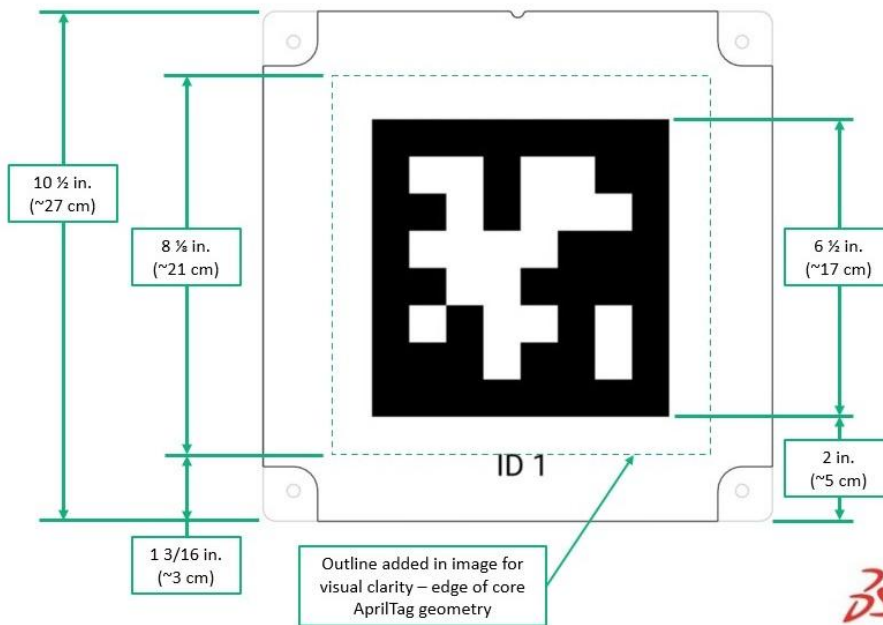 10 ½ in.
(~27 cm)
8 ⅛ in.
(~21 cm)
6 ½ in.
(~17 cm)
ID 1
2 in.
(~5 cm)
1 3/16 in.
(~3 cm)
Outline added in image for
visual clarity – edge of core
AprilTag geometry